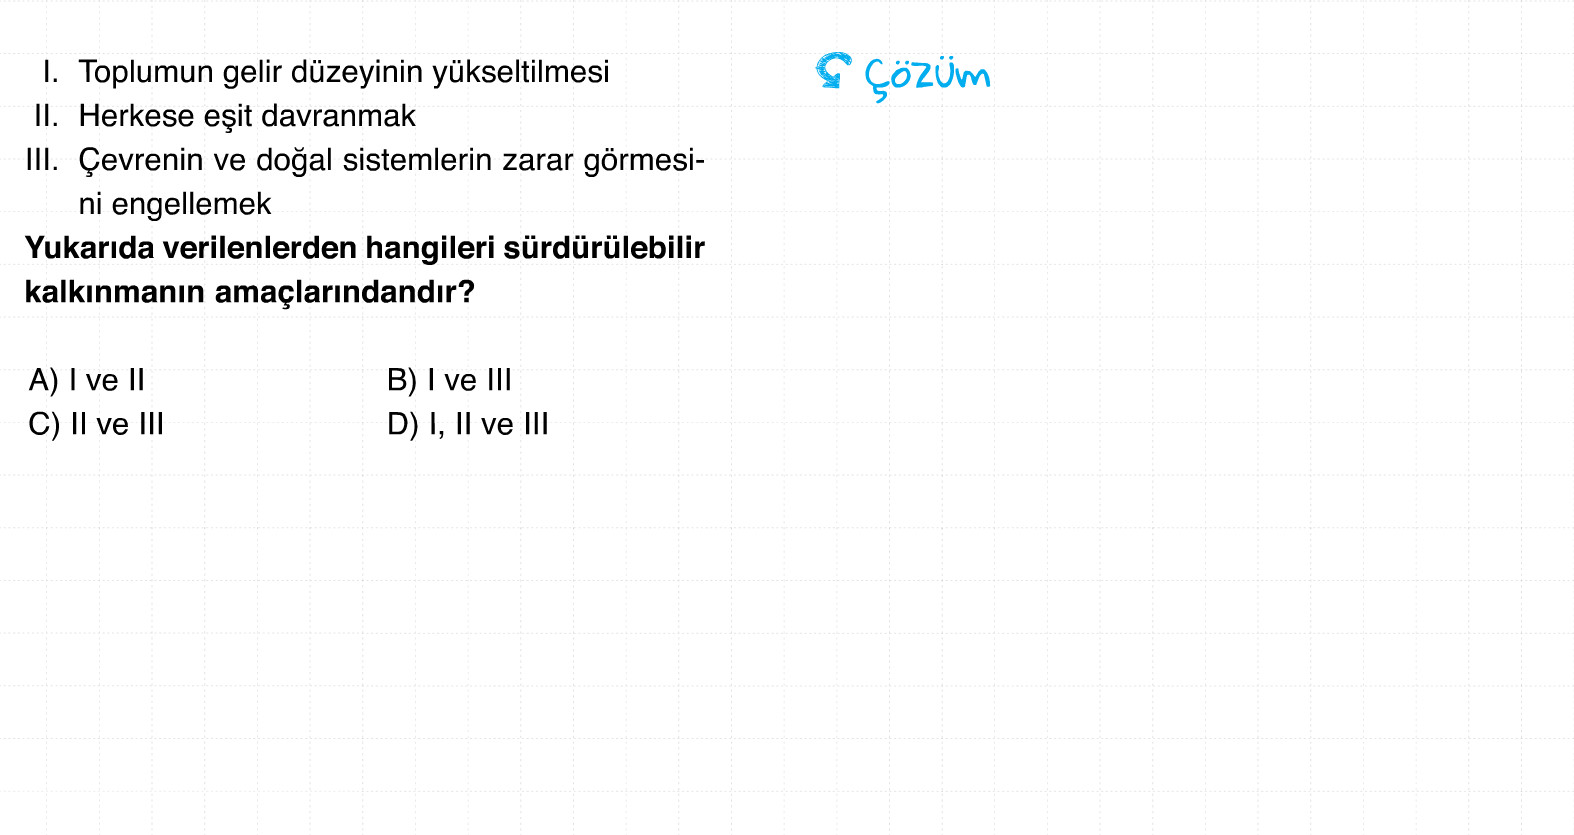 I. Toplumun gelir düzeyinin yükseltilmesi
II. Herkese eşit davranmak
III. Çevrenin ve doğal sistemlerin zarar görmesi-
ni engellemek
Yukarıda verilenlerden hangileri sürdürülebilir
kalkınmanın amaçlarındandır?
A) I ve II B) I ve III
C) II ve III D) I, II ve III
Çözüm